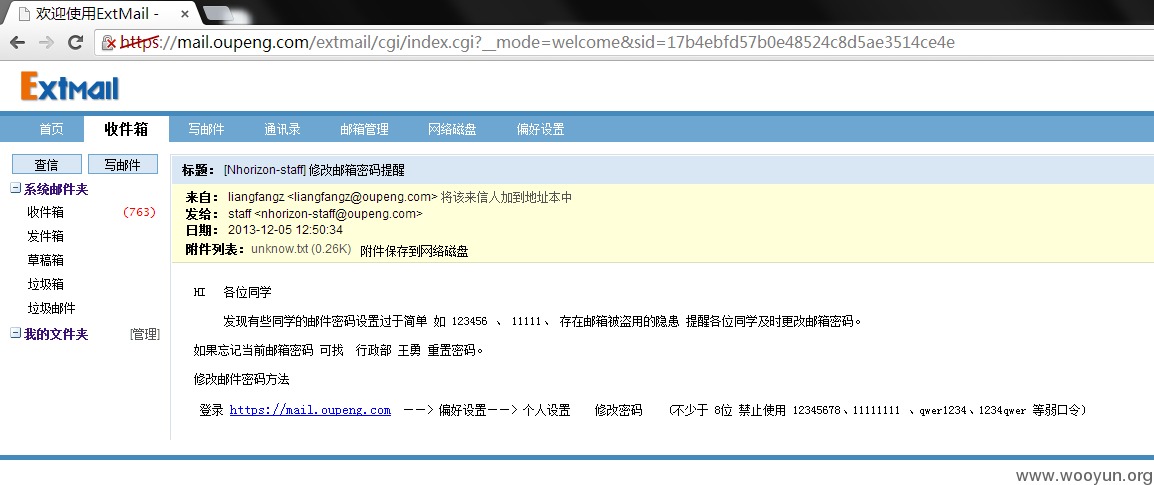 欢迎使用ExtMail -
https://mail.oupeng.com/extmail/cgi/index.cgi?__mode=welcome&sid=17b4ebfd57b0e48524c8d5ae3514ce4e
EXTMAIL
首页 收件箱 写邮件 通讯录 邮箱管理 网络磁盘 偏好设置
查信 写邮件
系统邮件夹
收件箱 (763)
发件箱
草稿箱
垃圾箱
垃圾邮件
我的文件夹 [管理]
标题: [Nhorizon-staff] 修改邮箱密码提醒
来自: liangfangz <liangfangz@oupeng.com> 将该来信人加到地址本中
发给: staff <nhorizon-staff@oupeng.com>
日期: 2013-12-05 12:50:34
附件列表: unknow.txt (0.26K) 附件保存到网络磁盘
HI 各位同学
发现有些同学的邮件密码设置过于简单 如 123456 、 11111、 存在邮箱被盗用的隐患 提醒各位同学及时更改邮箱密码。
如果忘记当前邮箱密码 可找 行政部 王勇 重置密码。
修改邮件密码方法
登录 https://mail.oupeng.com ——> 偏好设置——> 个人设置 修改密码 （不少于 8位 禁止使用 12345678、11111111 、qwer1234、1234qwer 等弱口令）
www.wooyun.org